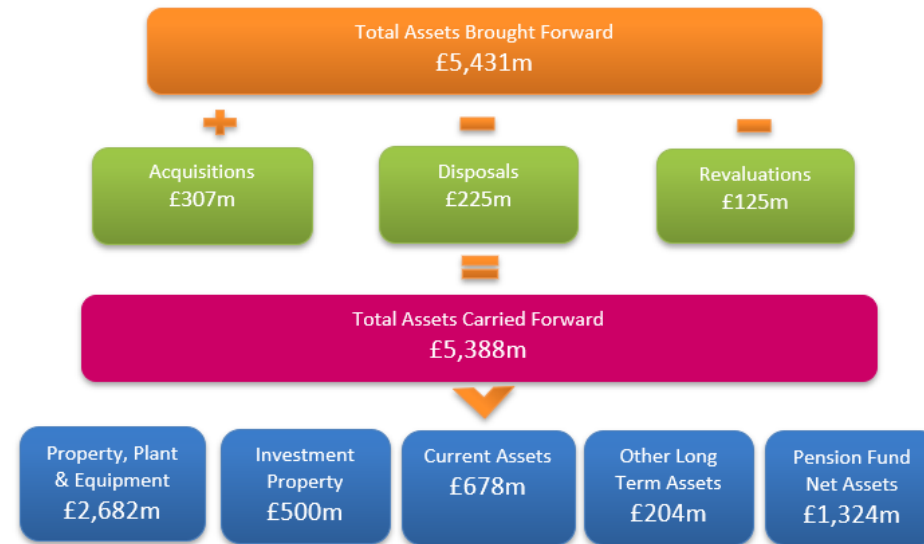 Total Assets Brought Forward
£5,431m
+
-
-
Acquisitions
£307m
Disposals
£225m
Revaluations
£125m
=
Total Assets Carried Forward
£5,388m
Property, Plant
& Equipment
£2,682m
Investment
Property
£500m
Current Assets
£678m
Other Long
Term Assets
£204m
Pension Fund
Net Assets
£1,324m